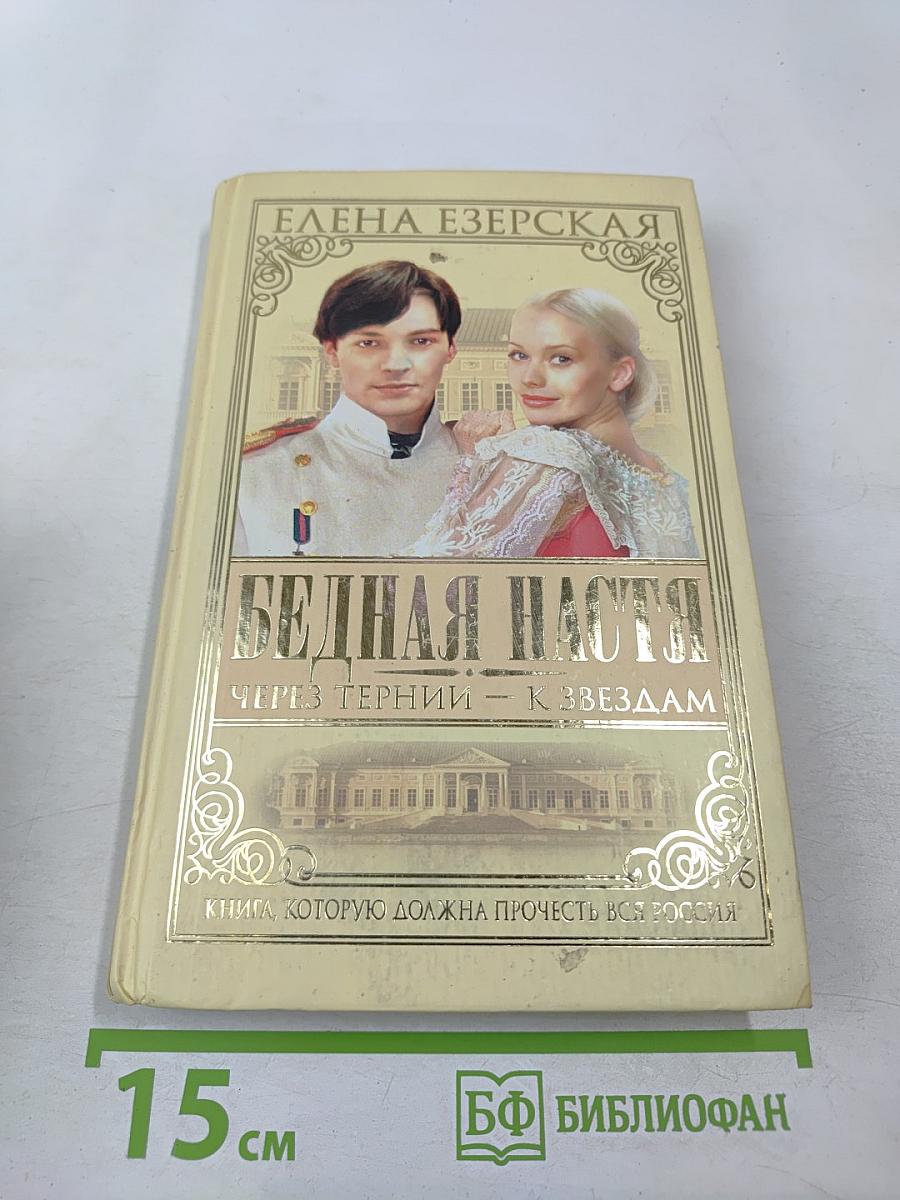 ЕЛЕНА ЕЗЕРСКАЯ
БЕДНАЯ НАСТЯ
ЧЕРЕЗ ТЕРНИИ — К ЗВЕЗДАМ
КНИГА, КОТОРУЮ ДОЛЖНА ПРОЧЕСТЬ ВСЯ РОССИЯ
15 см
БФ БИБЛИОФАН